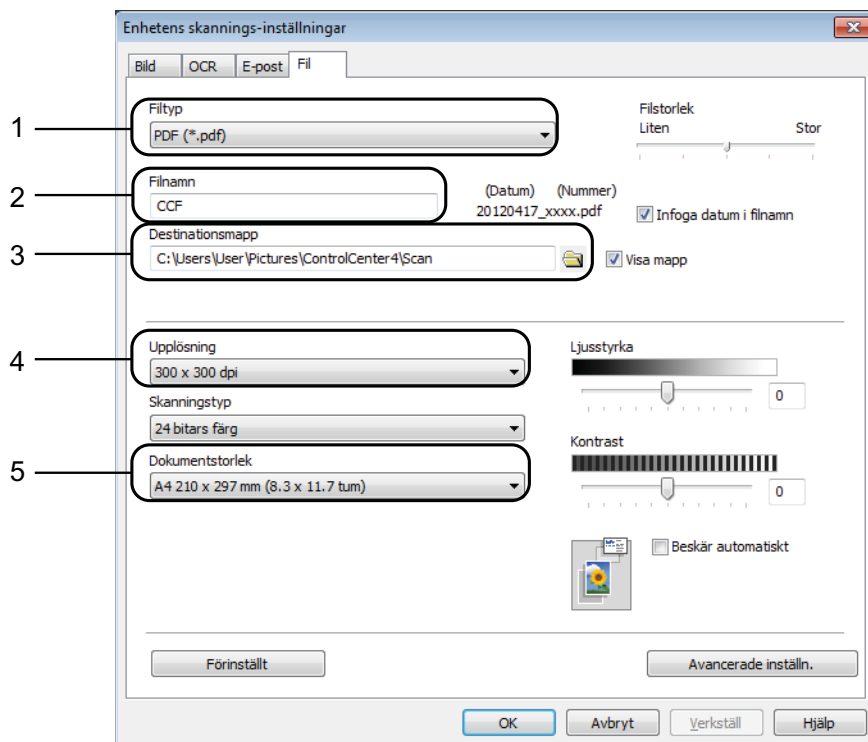 Enhetens skannings-inställningar
Bild OCR E-post Fil
1
Filtyp
PDF (*.pdf)
Filstorlek
Liten Stor
2
Filnamn
CCF
(Datum) (Nummer)
20120417_xxxx.pdf
Infoga datum i filnamn
3
Destinationsmapp
C:\Users\User\Pictures\ControlCenter4\Scan
Visa mapp
4
Upplösning
300 x 300 dpi
Skanningstyp
24 bitars färg
5
Dokumentstorlek
A4 210 x 297 mm (8.3 x 11.7 tum)
Ljusstyrka
0
Kontrast
0
Beskär automatiskt
Förinställt
Avancerade inställn.
OK Avbryt Verkställ Hjälp